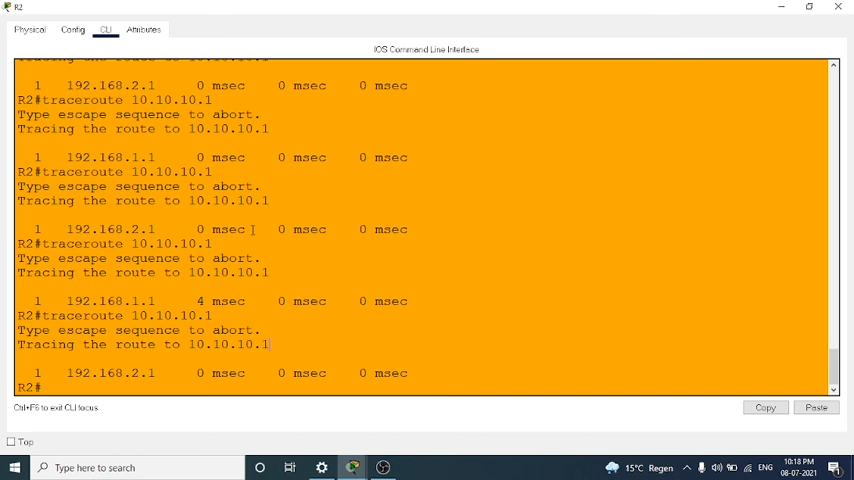 R2
Physical Config CLI Attributes
IOS Command Line Interface
Tracing the route to 10.10.10.1
1 192.168.2.1 0 msec 0 msec 0 msec
R2#traceroute 10.10.10.1
Type escape sequence to abort.
Tracing the route to 10.10.10.1
1 192.168.1.1 0 msec 0 msec 0 msec
R2#traceroute 10.10.10.1
Type escape sequence to abort.
Tracing the route to 10.10.10.1
1 192.168.2.1 0 msec 0 msec 0 msec
R2#traceroute 10.10.10.1
Type escape sequence to abort.
Tracing the route to 10.10.10.1
1 192.168.1.1 4 msec 0 msec 0 msec
R2#traceroute 10.10.10.1
Type escape sequence to abort.
Tracing the route to 10.10.10.1
1 192.168.2.1 0 msec 0 msec 0 msec
R2#
Ctrl+F6 to exit CLI focus
Copy Paste
Top
Type here to search
15°C Regen
ENG
10:18 PM
08-07-2021